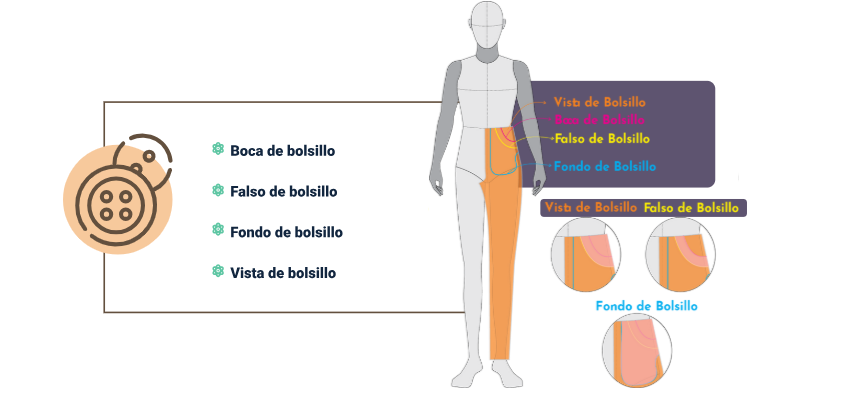 Boca de bolsillo
Falso de bolsillo
Fondo de bolsillo
Vista de bolsillo
Vista de Bolsillo
Boca de Bolsillo
Falso de Bolsillo
Fondo de Bolsillo
Vista de Bolsillo Falso de Bolsillo
Fondo de Bolsillo